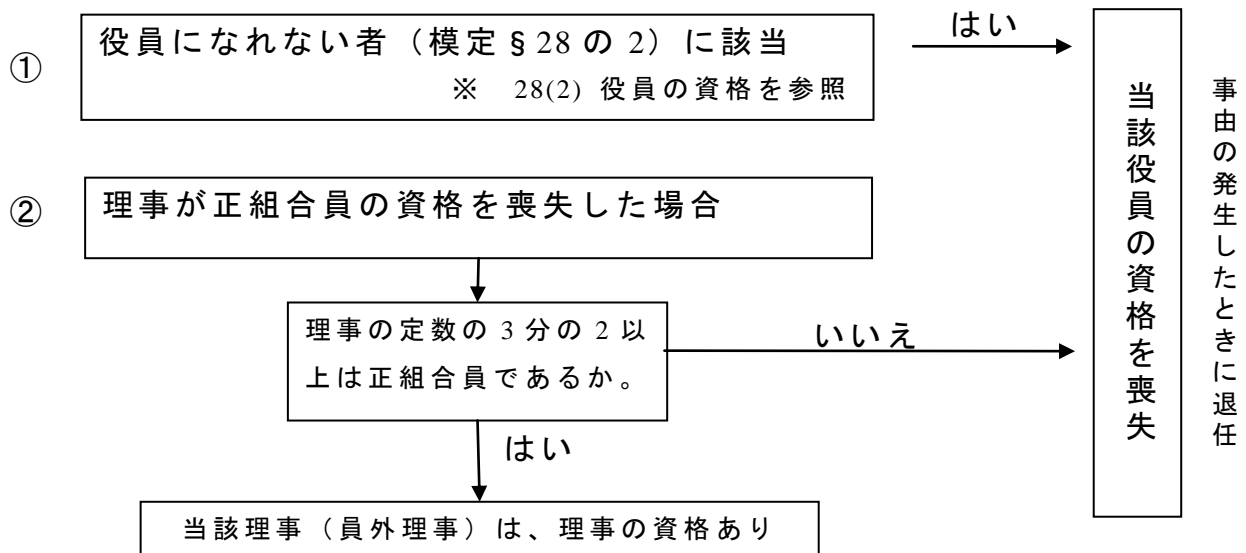 ① 役員になれない者（模定§28の2）に該当
※ 28(2) 役員の資格を参照
はい
② 理事が正組合員の資格を喪失した場合
理事の定数の3分の2以
上は正組合員であるか。
いいえ
はい
当該理事（員外理事）は、理事の資格あり
当該役員の資格を喪失
事由の発生したときに退任